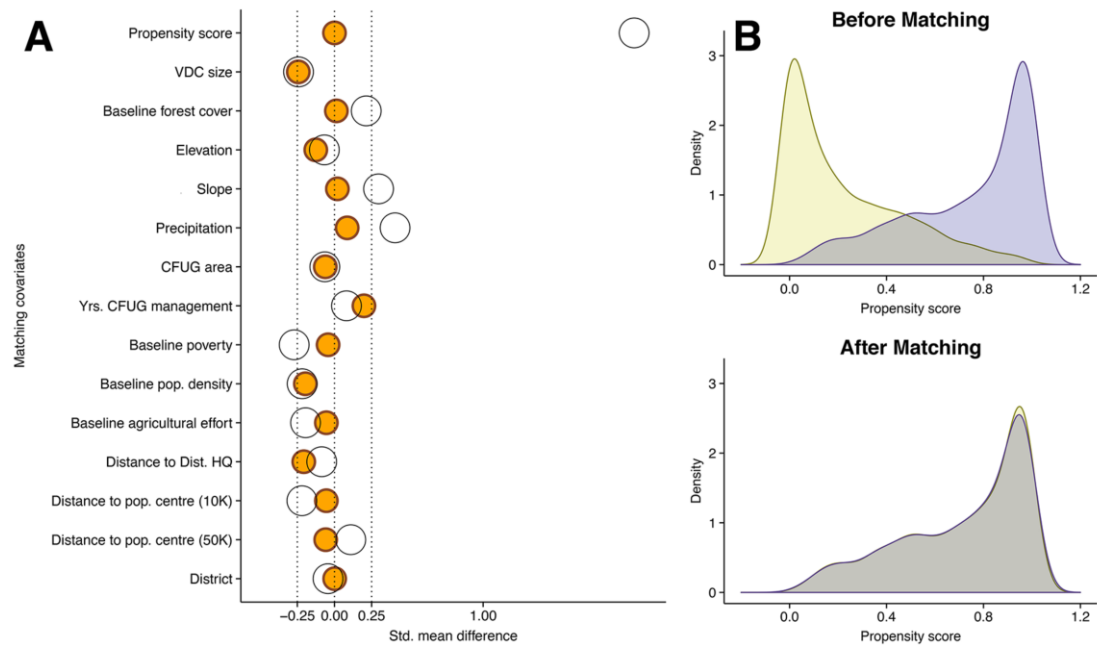 A
Matching covariates
Propensity score
VDC size
Baseline forest cover
Elevation
Slope
Precipitation
CFUG area
Yrs. CFUG management
Baseline poverty
Baseline pop. density
Baseline agricultural effort
Distance to Dist. HQ
Distance to pop. centre (10K)
Distance to pop. centre (50K)
District
−0.25 0.00 0.25 1.00
Std. mean difference
B
Before Matching
Density
3
2
1
0
0.0 0.4 0.8 1.2
Propensity score
After Matching
Density
3
2
1
0
0.0 0.4 0.8 1.2
Propensity score